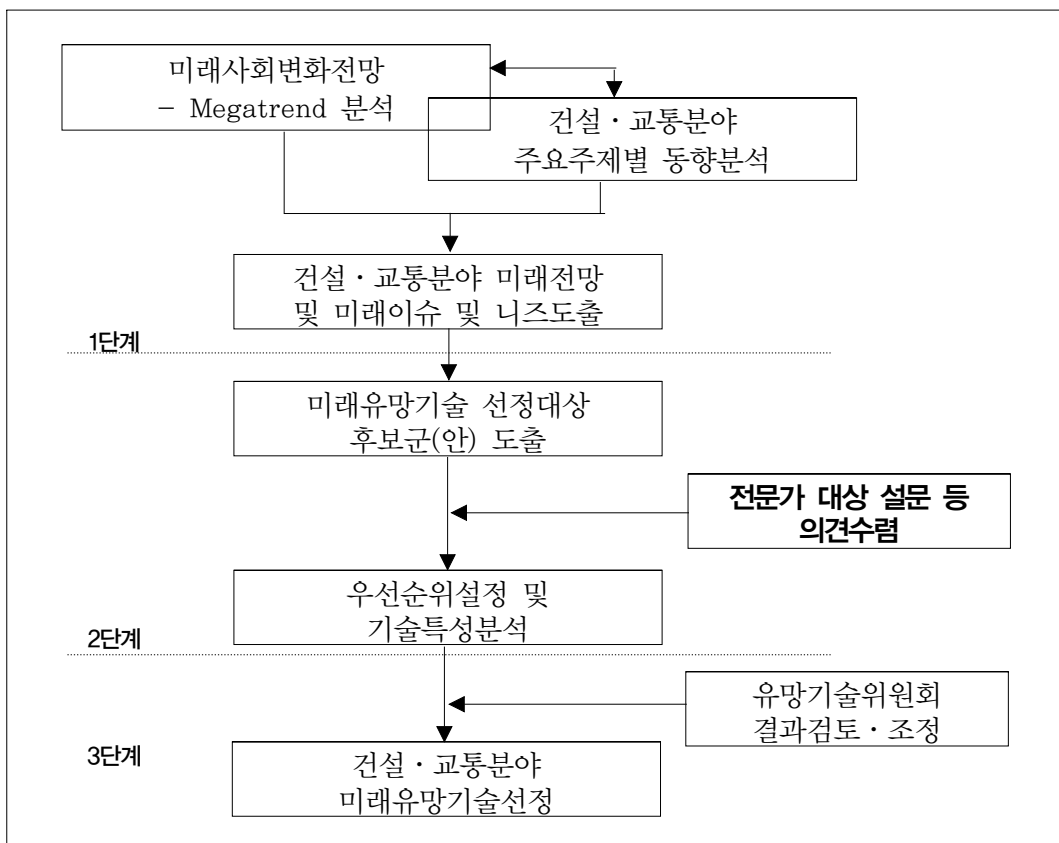 미래사회변화전망
- Megatrend 분석
건설·교통분야
주요주제별 동향분석
건설·교통분야 미래전망
및 미래이슈 및 니즈도출
1단계
미래유망기술 선정대상
후보군(안) 도출
전문가 대상 설문 등
의견수렴
우선순위설정 및
기술특성분석
2단계
유망기술위원회
결과검토·조정
3단계
건설·교통분야
미래유망기술선정